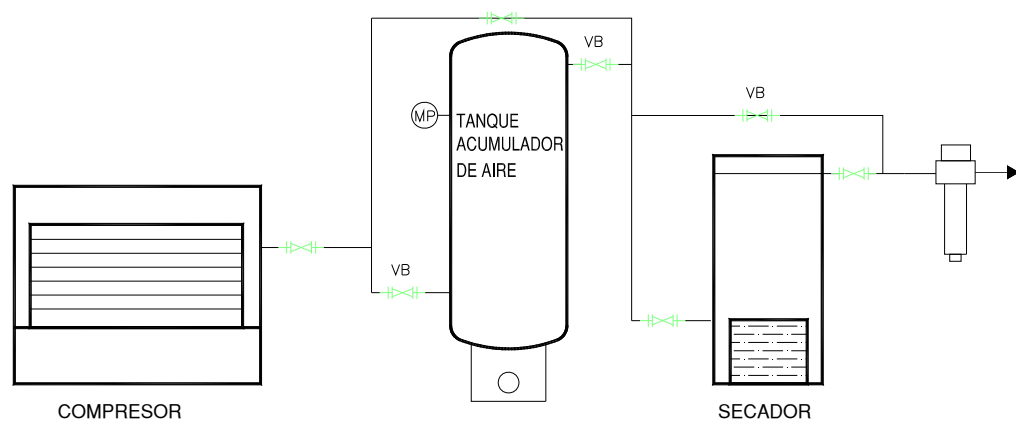 VB
VB
MP
TANQUE
ACUMULADOR
DE AIRE
VB
COMPRESOR
SECADOR